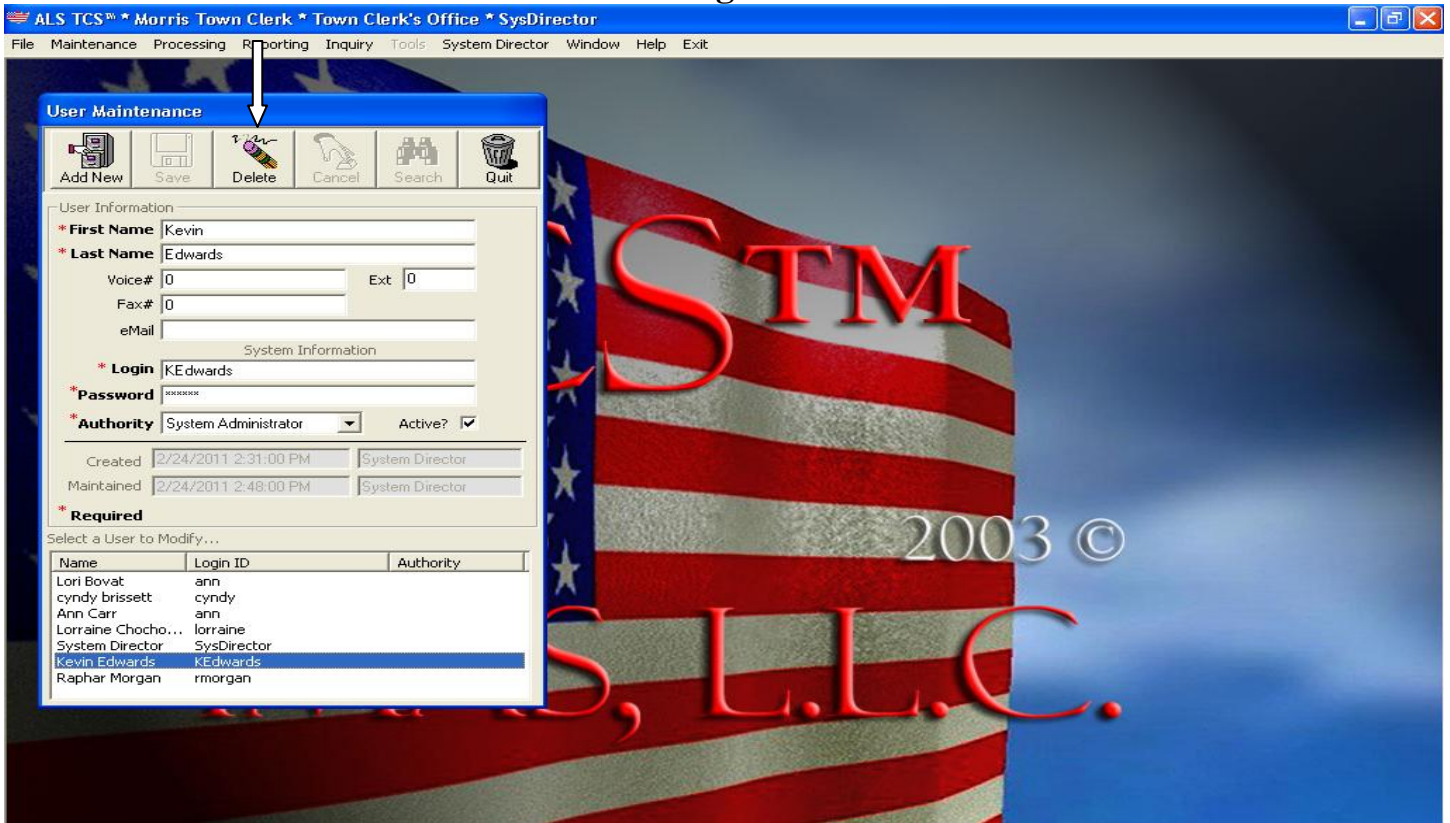 ALS TCS™ * Morris Town Clerk * Town Clerk's Office * SysDirector
File Maintenance Processing Reporting Inquiry Tools System Director Window Help Exit
User Maintenance
Add New Save Delete Cancel Search Quit
User Information
* First Name Kevin
* Last Name Edwards
Voice# 0 Ext 0
Fax# 0
eMail
System Information
* Login KEdwards
*Password ******
*Authority System Administrator Active?
Created 2/24/2011 2:31:00 PM System Director
Maintained 2/24/2011 2:48:00 PM System Director
* Required
Select a User to Modify...
Name Login ID Authority
Lori Bovat ann
cyndy brissett cyndy
Ann Carr ann
Lorraine Chocho... lorraine
System Director SysDirector
Kevin Edwards KEdwards
Raphar Morgan rmorgan
TM
2003 ©
, L.L.C.